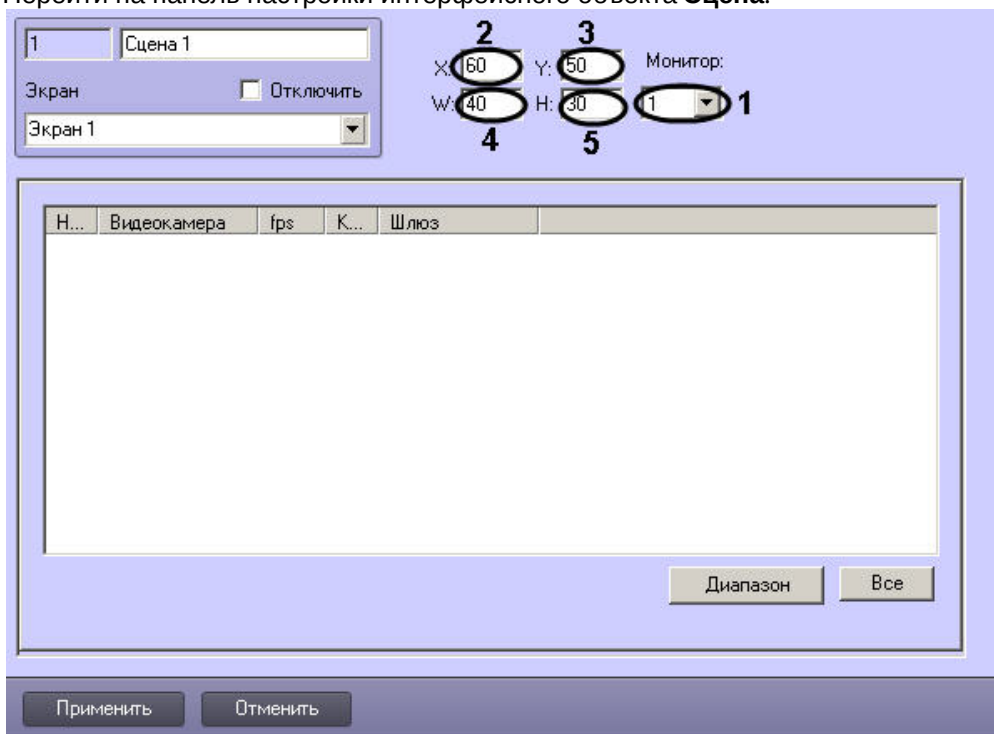 Перейти на панель настройки интерфейсного объекта Сцена.
1 Сцена 1
Экран Отключить
Экран 1
2 3
X: 60 Y: 50 Монитор:
W: 40 H: 30 1 1
4 5
Н... Видеокамера fps К... Шлюз
Диапазон Все
Применить Отменить